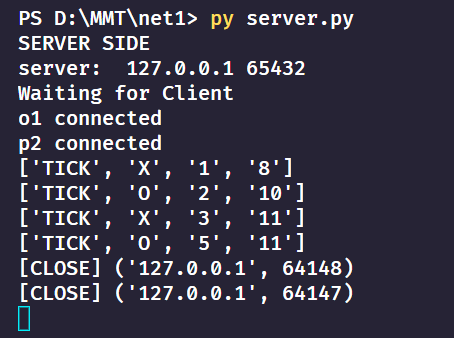 PS D:\MMT\net1> py server.py
SERVER SIDE
server:  127.0.0.1 65432
Waiting for Client
o1 connected
p2 connected
['TICK', 'X', '1', '8']
['TICK', 'O', '2', '10']
['TICK', 'X', '3', '11']
['TICK', 'O', '5', '11']
[CLOSE] ('127.0.0.1', 64148)
[CLOSE] ('127.0.0.1', 64147)